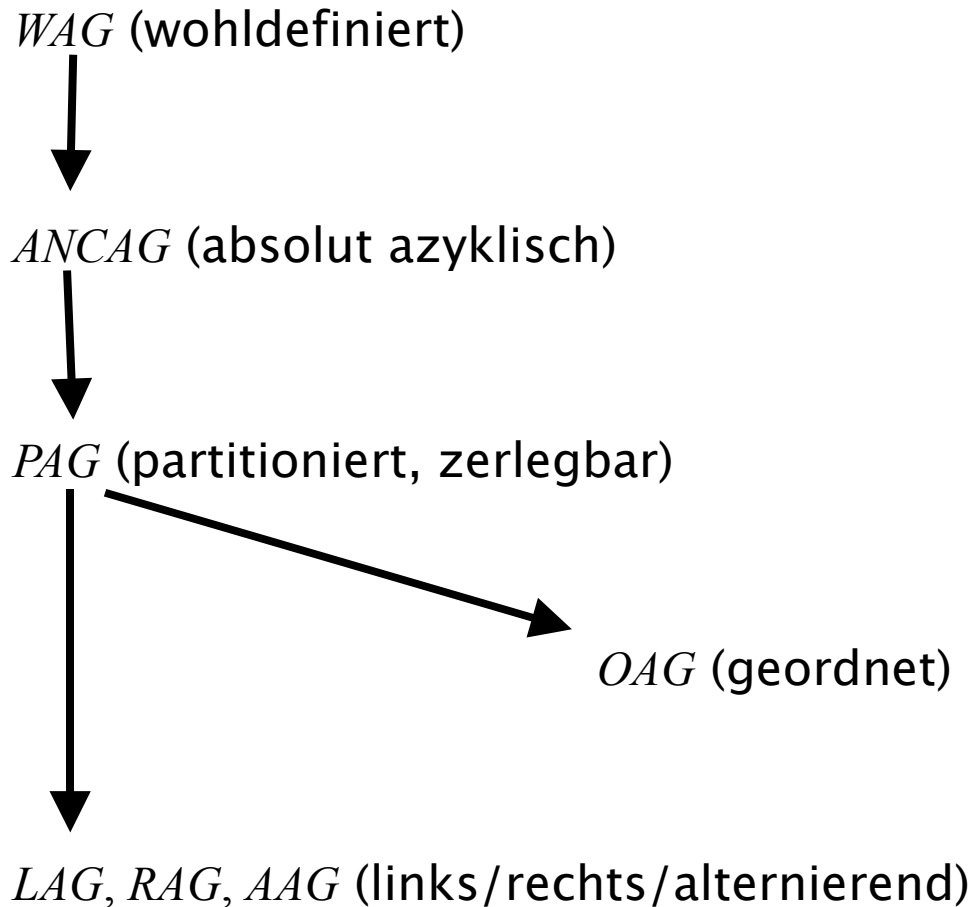 WAG (wohldefiniert)
ANCAG (absolut azyklisch)
PAG (partitioniert, zerlegbar)
OAG (geordnet)
LAG, RAG, AAG (links/rechts/alternierend)